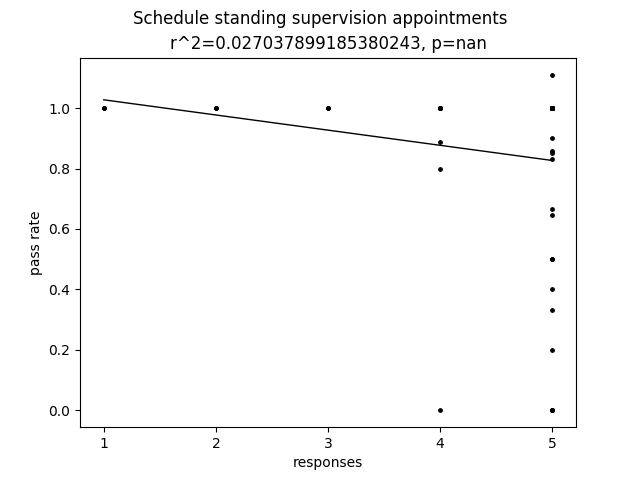 Schedule standing supervision appointments
r^2=0.027037899185380243, p=nan
1.0
0.8
0.6
0.4
0.2
0.0
pass rate
1 2 3 4 5
responses